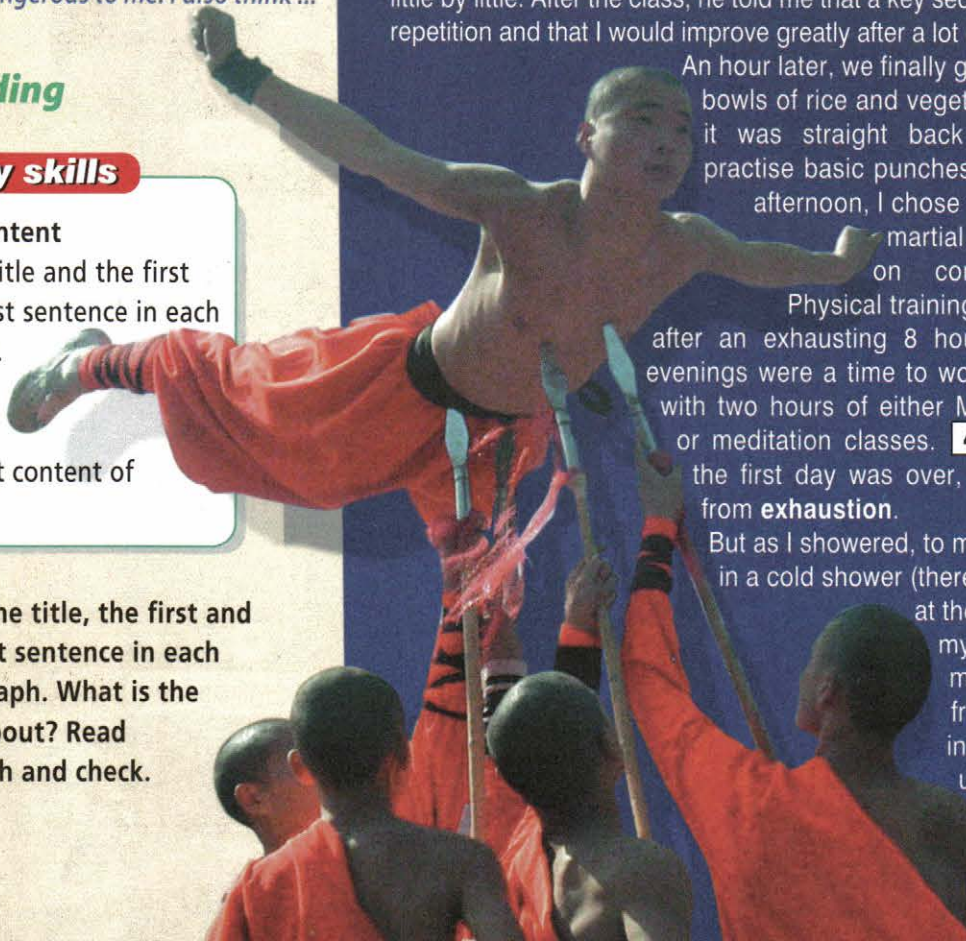 ngerous to me. I also think ...
ding
y skills
ntent
itle and the first
st sentence in each
.
t content of
he title, the first and
t sentence in each
aph. What is the
out? Read
h and check.
little by little. After the class, he told me that a key sec
repetition and that I would improve greatly after a lot
An hour later, we finally g
bowls of rice and veget
it was straight back
practise basic punches
afternoon, I chose
martial
on con
Physical training
after an exhausting 8 hou
evenings were a time to wo
with two hours of either M
or meditation classes. 4
the first day was over,
from exhaustion.
But as I showered, to m
in a cold shower (there
at the
my
m
fr
in
u